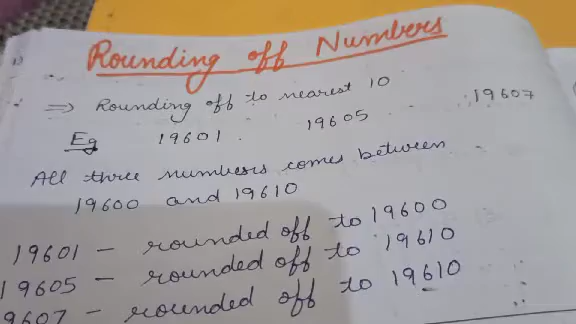 Rounding off Numbers
⇒ Rounding off to nearest 10
Eg 19601 19605 19607
All three numbers comes between
19600 and 19610
19601 - rounded off to 19600
19605 - rounded off to 19610
9607 - rounded off to 19610